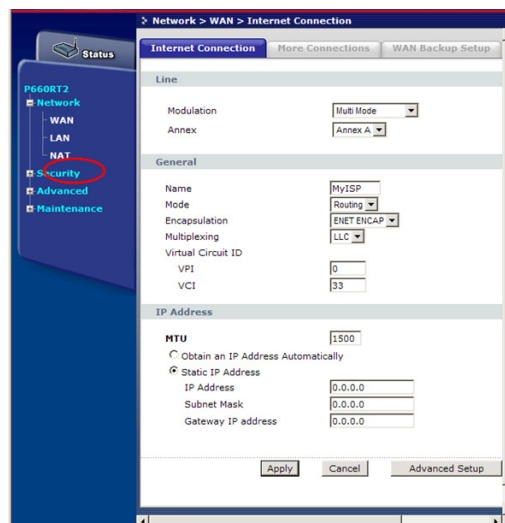 Network > WAN > Internet Connection
Status
P660RT2
Network
WAN
LAN
NAT
Security
Advanced
Maintenance
Internet Connection
More Connections
WAN Backup Setup
Line
Modulation Multi Mode
Annex Annex A
General
Name MyISP
Mode Routing
Encapsulation ENET ENCAP
Multiplexing LLC
Virtual Circuit ID
VPI 0
VCI 33
IP Address
MTU 1500
Obtain an IP Address Automatically
Static IP Address
IP Address 0.0.0.0
Subnet Mask 0.0.0.0
Gateway IP address 0.0.0.0
Apply Cancel Advanced Setup